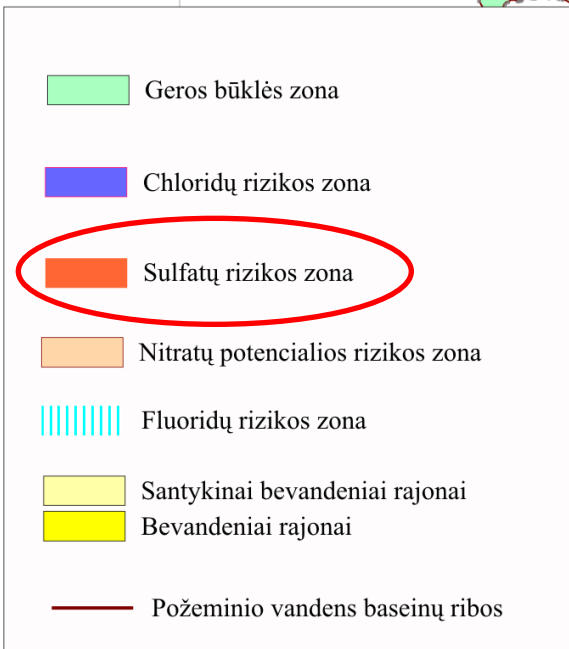 Geros būklės zona
Chloridų rizikos zona
Sulfatų rizikos zona
Nitratų potencialios rizikos zona
Fluoridų rizikos zona
Santykinai bevandeniai rajonai
Bevandeniai rajonai
Požeminio vandens baseinų ribos